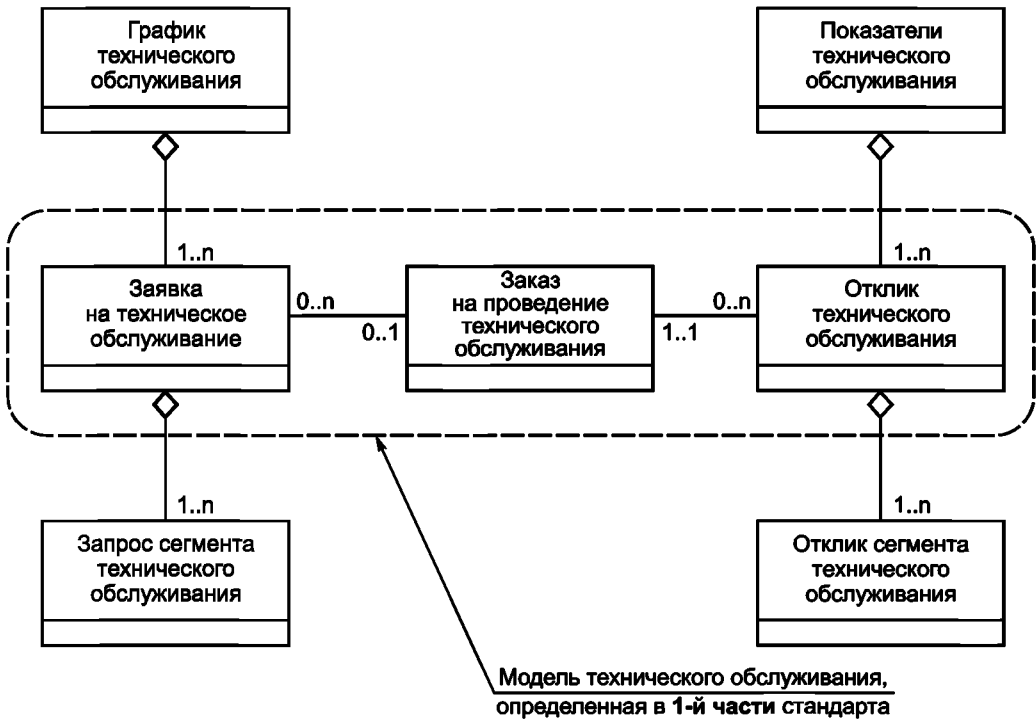 График
технического
обслуживания
Показатели
технического
обслуживания
1..n
1..n
Заявка
на техническое
обслуживание
0..n
0..1
Заказ
на проведение
технического
обслуживания
0..n
1..1
Отклик
технического
обслуживания
1..n
1..n
Запрос сегмента
технического
обслуживания
Отклик сегмента
технического
обслуживания
Модель технического обслуживания,
определенная в 1-й части стандарта